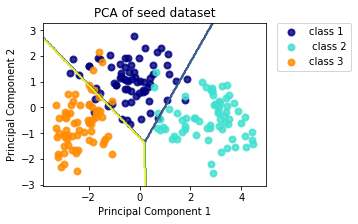 PCA of seed dataset
3
2
1
0
−1
−2
−3
Principal Component 2
−2
0
2
4
Principal Component 1
class 1
class 2
class 3